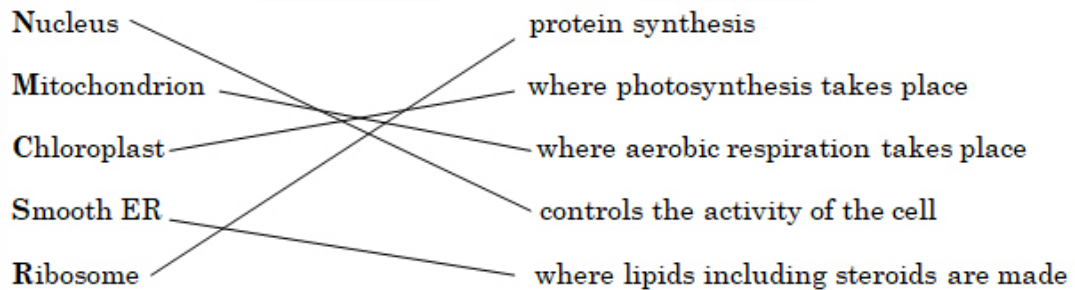 Nucleus protein synthesis
Mitochondrion where photosynthesis takes place
Chloroplast where aerobic respiration takes place
Smooth ER controls the activity of the cell
Ribosome where lipids including steroids are made